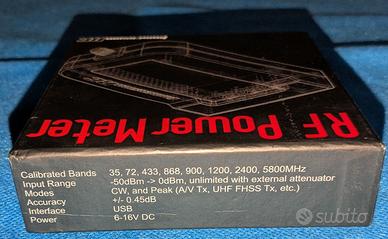 RF Power Meter
Calibrated Bands 35, 72, 433, 868, 900, 1200, 2400, 5800MHz
Input Range -50dBm -> 0dBm, unlimited with external attenuator
Modes CW, and Peak (A/V Tx, UHF FHSS Tx, etc.)
Accuracy +/- 0.45dB
Interface USB
Power 6-16V DC
subito